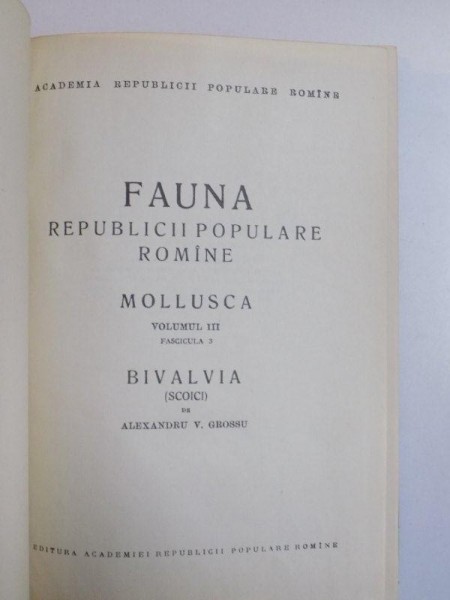 ACADEMIA REPUBLICII POPULARE ROMÎNE
FAUNA
REPUBLICII POPULARE
ROMÎNE
MOLLUSCA
VOLUMUL III
FASCICULA 3
BIVALVIA
(SCOICI)
DE
ALEXANDRU V. GROSSU
EDITURA ACADEMIEI REPUBLICII POPULARE ROMÎNE